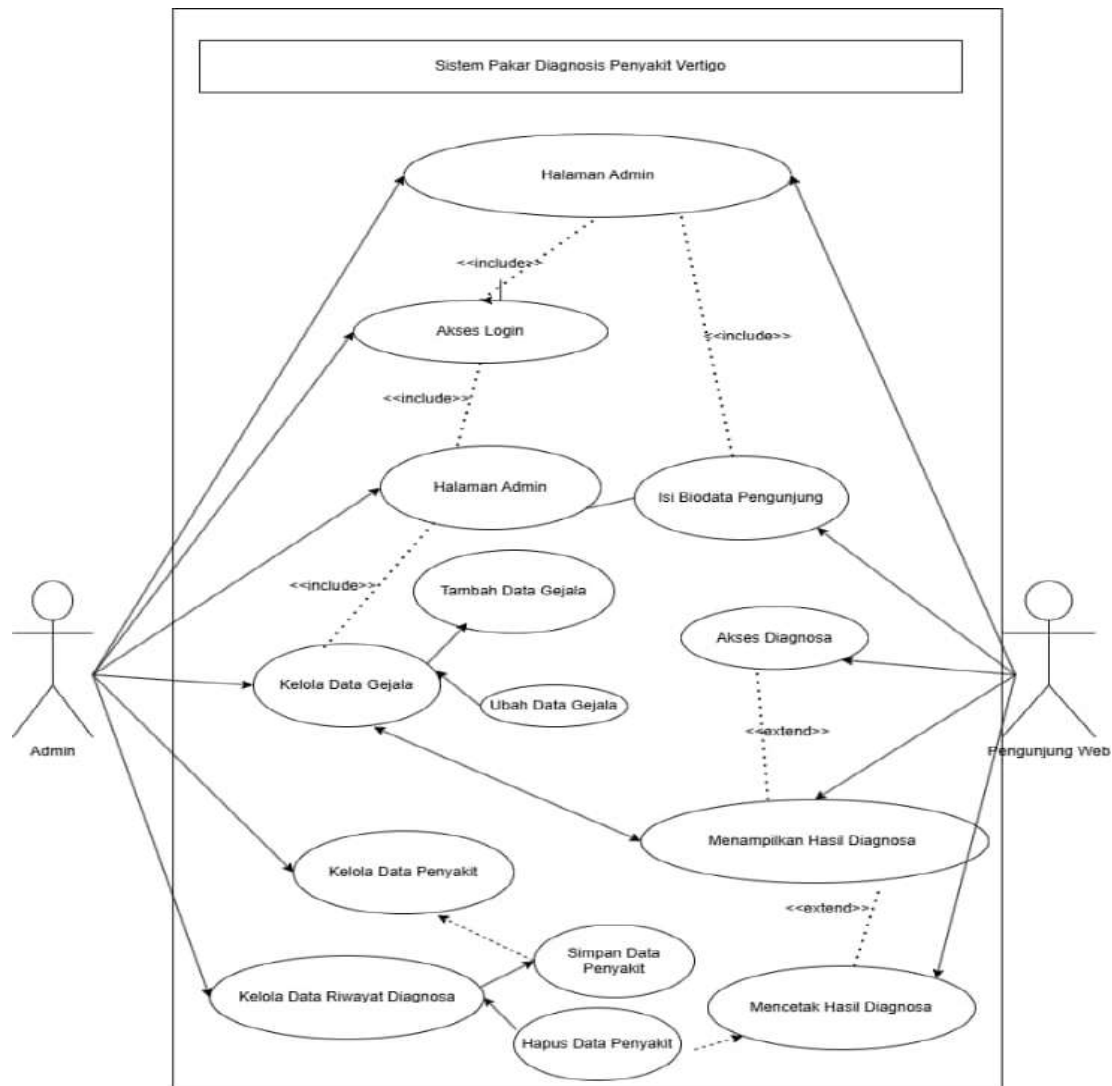 Sistem Pakar Diagnosis Penyakit Vertigo
Halaman Admin
<<include>>
Akses Login
<<include>>
<<include>>
Halaman Admin
Isi Biodata Pengunjung
<<include>>
Tambah Data Gejala
Akses Diagnosa
Kelola Data Gejala
Ubah Data Gejala
<<extend>>
Admin
Pengunjung Web
Menampilkan Hasil Diagnosa
Kelola Data Penyakit
<<extend>>
Simpan Data
Penyakit
Kelola Data Riwayat Diagnosa
Mencetak Hasil Diagnosa
Hapus Data Penyakit